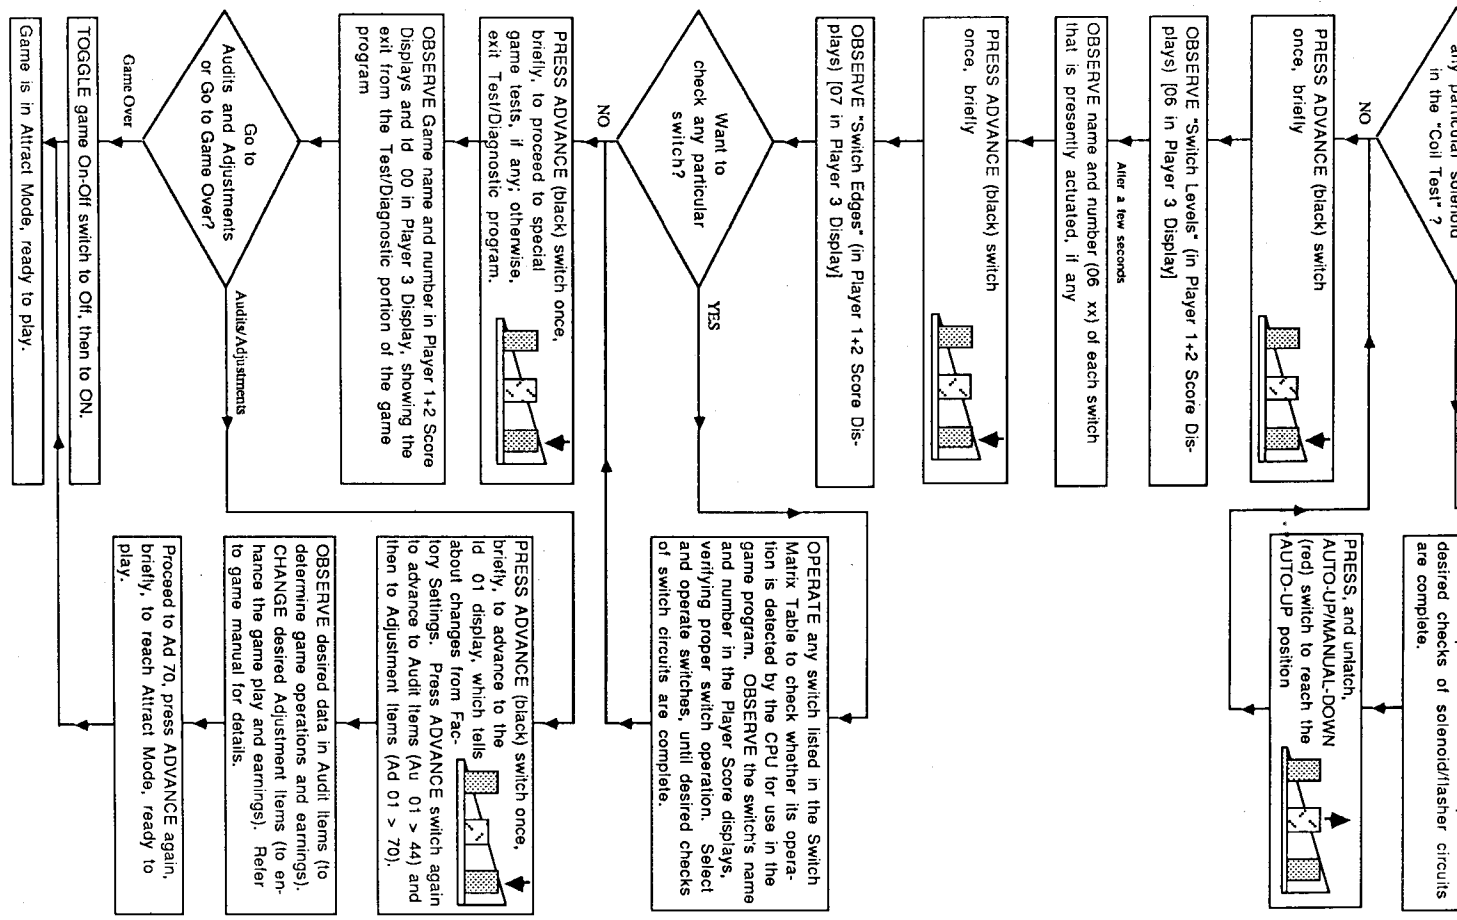 any particular solenoid
in the "Coil Test" ?
NO
desired checks of solenoid/flasher circuits
are complete.
PRESS, and unlatch,
AUTO-UP/MANUAL-DOWN
(red) switch to reach the
AUTO-UP position
PRESS ADVANCE (black) switch
once, briefly
OBSERVE "Switch Levels" (in Player 1+2 Score Dis-
plays) [06 in Player 3 Display]
After a few seconds
OBSERVE name and number (06 xx) of each switch
that is presently actuated, if any
PRESS ADVANCE (black) switch
once, briefly
OBSERVE "Switch Edges" (in Player 1+2 Score Dis-
plays) [07 in Player 3 Display]
Want to
check any particular
switch?
YES
NO
OPERATE any switch listed in the Switch
Matrix Table to check whether its opera-
tion is detected by the CPU for use in the
game program. OBSERVE the switch's name
and number in the Player Score displays,
verifying proper switch operation. Select
and operate switches, until desired checks
of switch circuits are complete.
PRESS ADVANCE (black) switch once,
briefly, to proceed to special
game tests, if any; otherwise,
exit Test/Diagnostic program.
OBSERVE Game name and number in Player 1+2 Score
Displays and Id 00 in Player 3 Display, showing the
exit from the Test/Diagnostic portion of the game
program
Go to
Audits and Adjustments
or Go to Game Over?
Audits/Adjustments
Game Over
PRESS ADVANCE (black) switch once,
briefly, to advance to the
Id 01 display, which tells
about changes from Fac-
tory Settings. Press ADVANCE switch again
to advance to Audit Items (Au 01 > 44) and
then to Adjustment Items (Ad 01 > 70).
OBSERVE desired data in Audit Items (to
determine game operations and earnings).
CHANGE desired Adjustment Items (to en-
hance the game play and earnings). Refer
to game manual for details.
Proceed to Ad 70, press ADVANCE again,
briefly, to reach Attract Mode, ready to
play.
TOGGLE game On-Off switch to Off, then to ON.
Game is in Attract Mode, ready to play.